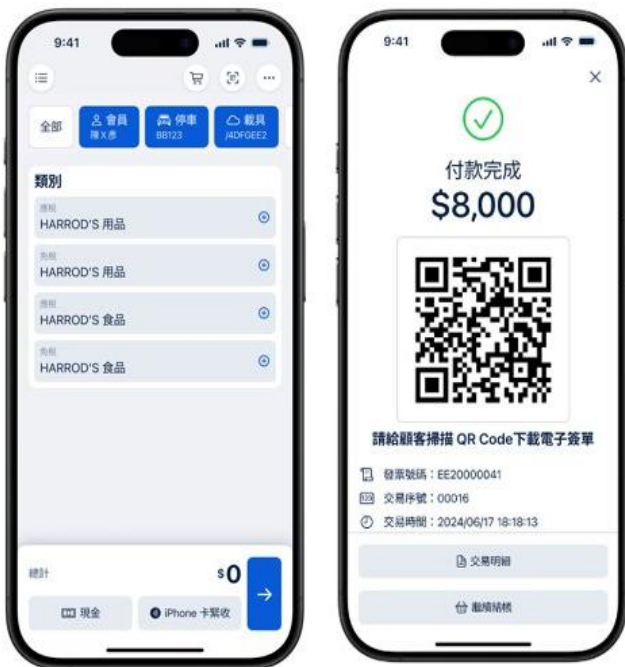 9:41
全部
會員
陳X彥
停車
BB123
載具
/4DFGEE2
類別
應稅
HARROD'S 用品
免稅
HARROD'S 用品
應稅
HARROD'S 食品
免稅
HARROD'S 食品
總計
$0
現金
iPhone 卡緊收
9:41
付款完成
$8,000
請給顧客掃描 QR Code下載電子簽單
發票號碼：EE20000041
123
交易序號：00016
交易時間：2024/06/17 18:18:13
交易明細
繼續結帳